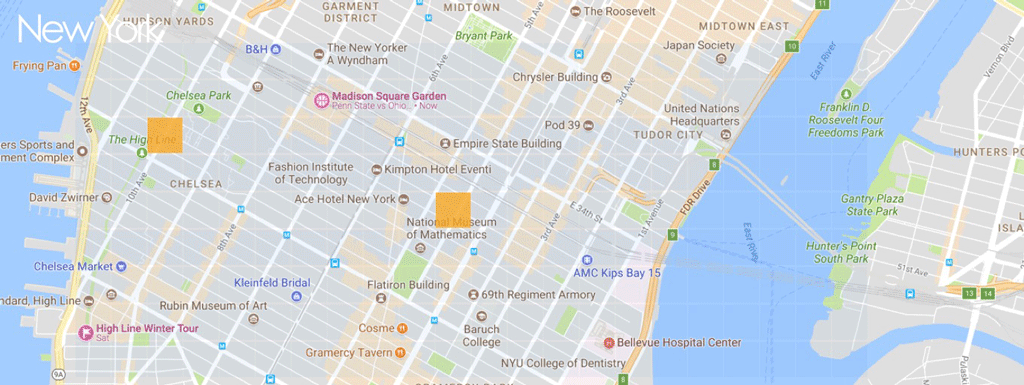 New York
HUDSON YARDS
GARMENT
DISTRICT
MIDTOWN
The Roosevelt
MIDTOWN EAST
11
10
Bryant Park
5th Ave
B&H
The New Yorker
A Wyndham
6th Ave
Japan Society
Frying Pan
Chrysler Building
East River
Vernon Blvd
Chelsea Park
Madison Square Garden
Penn State vs Ohio... • Now
3rd Ave
12th Ave
United Nations
Headquarters
Franklin D.
Roosevelt Four
Freedoms Park
Pod 39
TUDOR CITY
The High Line
Empire State Building
ers Sports and
ment Complex
HUNTERS PO
Fashion Institute
of Technology
Kimpton Hotel Eventi
8
CHELSEA
10th Ave
David Zwirner
Ace Hotel New York
FDR Drive
Gantry Plaza
State Park
E 34th St
1st Avenue
National Museum
of Mathematics
3rd Ave
8th Ave
9
East River
ISLA
Hunter's Point
South Park
Chelsea Market
AMC Kips Bay 15
51st Ave
Kleinfeld Bridal
Flatiron Building
69th Regiment Armory
13
14
ndard, High Line
Rubin Museum of Art
High Line Winter Tour
Sat
Cosme
Baruch
College
Bellevue Hospital Center
Gramercy Tavern
NYU College of Dentistry
Pulask
9A
8
GRAMERCY PARK